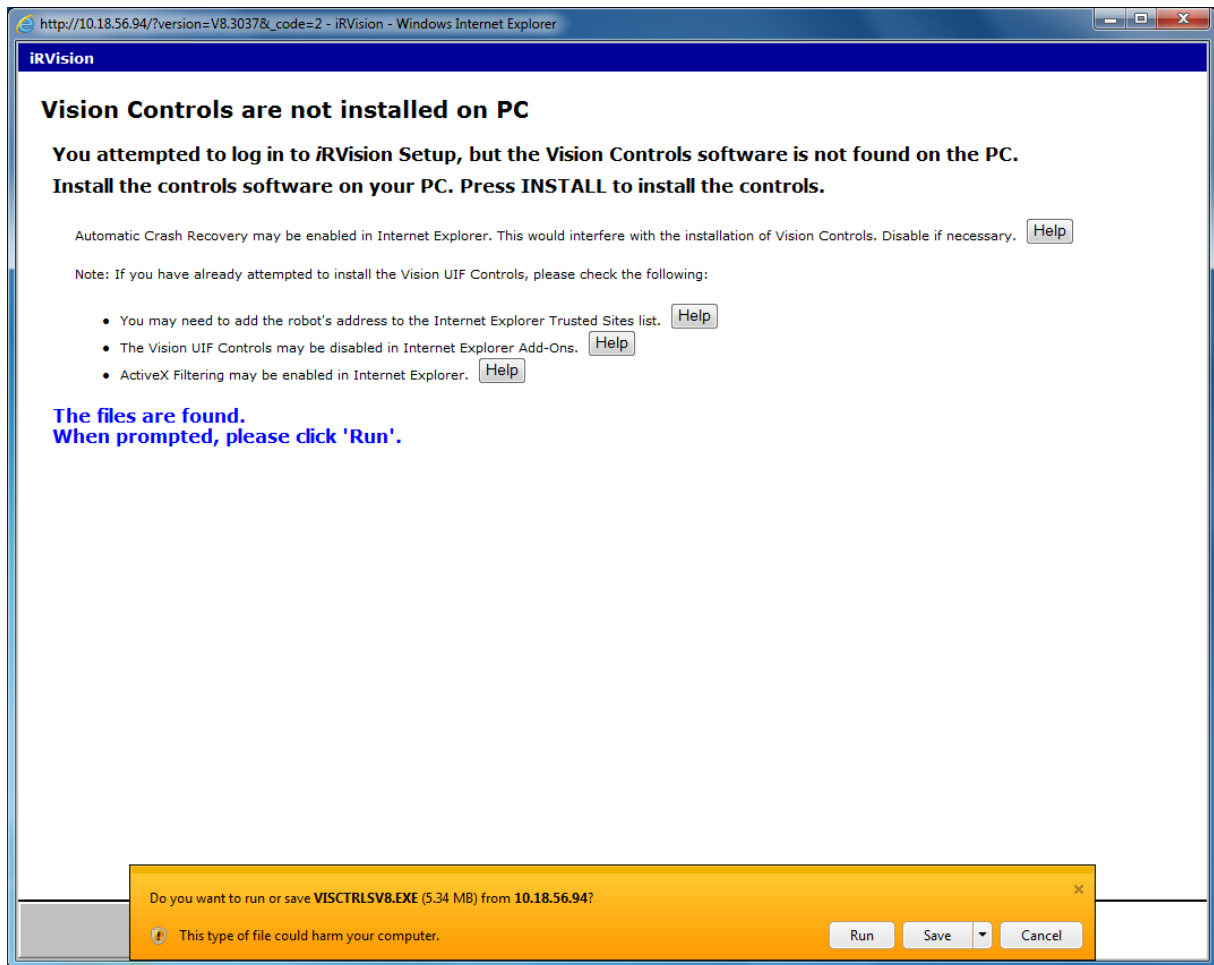 http://10.18.56.94/?version=V8.3037&_code=2 - iRVision - Windows Internet Explorer
iRVision
Vision Controls are not installed on PC
You attempted to log in to iRVision Setup, but the Vision Controls software is not found on the PC.
Install the controls software on your PC. Press INSTALL to install the controls.
Automatic Crash Recovery may be enabled in Internet Explorer. This would interfere with the installation of Vision Controls. Disable if necessary. Help
Note: If you have already attempted to install the Vision UIF Controls, please check the following:
• You may need to add the robot's address to the Internet Explorer Trusted Sites list. Help
• The Vision UIF Controls may be disabled in Internet Explorer Add-Ons. Help
• ActiveX Filtering may be enabled in Internet Explorer. Help
The files are found.
When prompted, please click 'Run'.
Do you want to run or save VISCTRLSV8.EXE (5.34 MB) from 10.18.56.94?
This type of file could harm your computer.
Run Save Cancel